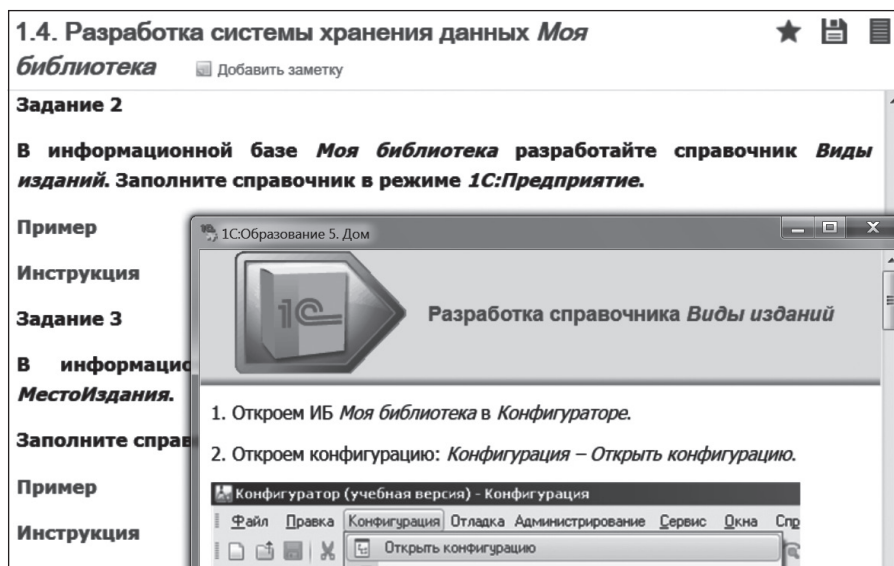 1.4. Разработка системы хранения данных Моя
библиотека Добавить заметку
Задание 2
В информационной базе Моя библиотека разработайте справочник Виды
изданий. Заполните справочник в режиме 1С:Предприятие.
Пример
Инструкция
Задание 3
В
МестоИздания.
Заполните
Пример
Инструкция
1С:Образование 5. Дом
1С
Разработка справочника Виды изданий
1. Откроем ИБ Моя библиотека в Конфигураторе.
2. Откроем конфигурацию: Конфигурация – Открыть конфигурацию.
Конфигуратор (учебная версия) - Конфигурация
Файл Правка Конфигурация Отладка Администрирование Сервис Окна Спр
Открыть конфигурацию